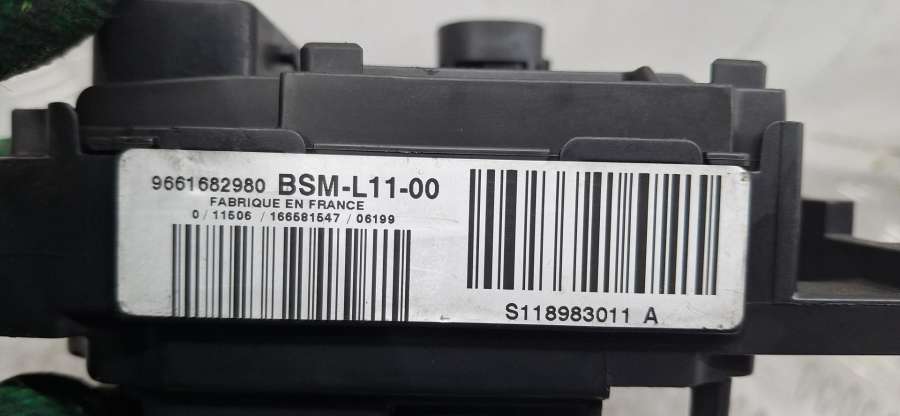 9661682980 BSM-L11-00
FABRIQUE EN FRANCE
0/11506/166581547/06199
S118983011 A